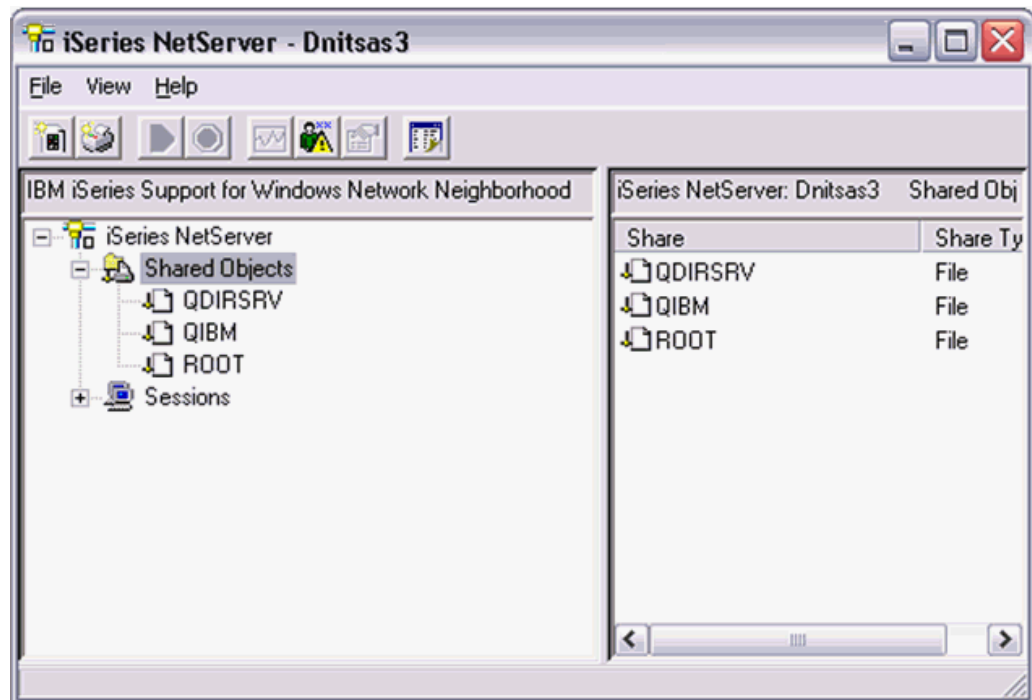 iSeries NetServer - Dnitsas3
File View Help
IBM iSeries Support for Windows Network Neighborhood
iSeries NetServer
Shared Objects
QDIRSRV
QIBM
ROOT
Sessions
iSeries NetServer: Dnitsas3 Shared Obj
Share Share Ty
QDIRSRV File
QIBM File
ROOT File